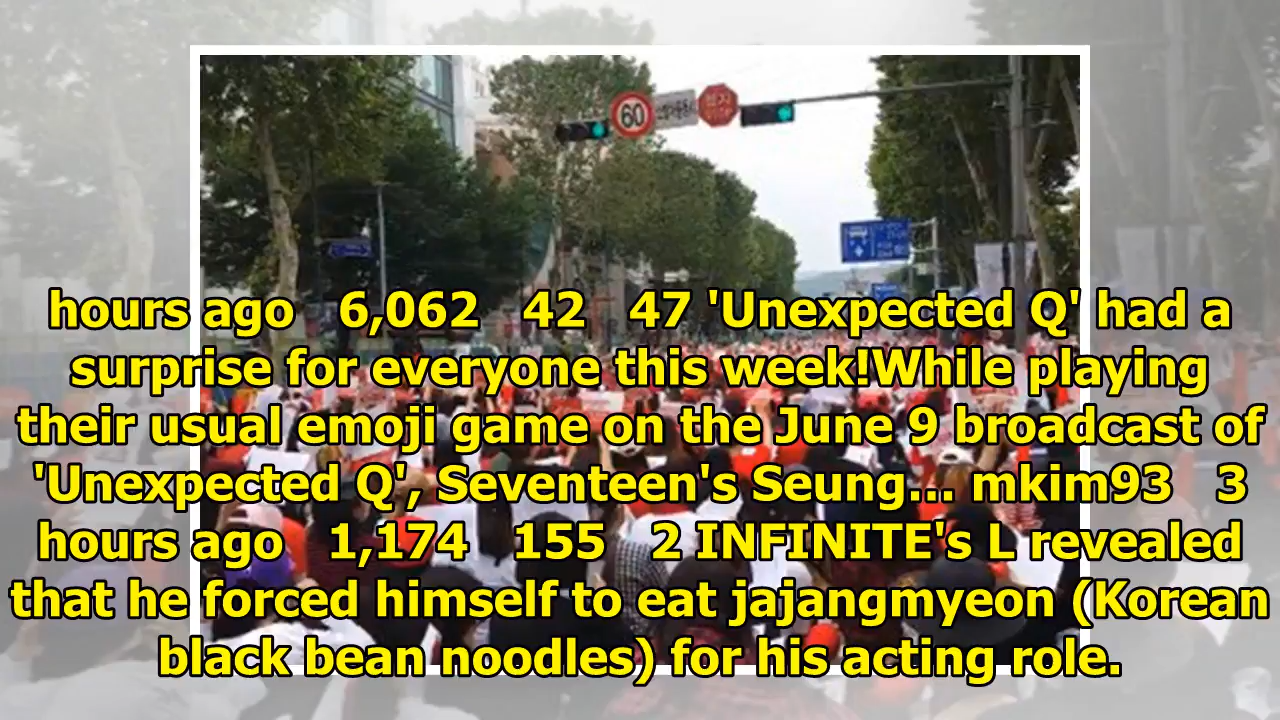 60
hours ago 6,062 42 47 'Unexpected Q' had a
surprise for everyone this week!While playing
their usual emoji game on the June 9 broadcast of
'Unexpected Q', Seventeen's Seung... mkim93 3
hours ago 1,174 155 2 INFINITE's L revealed
that he forced himself to eat jajangmyeon (Korean
black bean noodles) for his acting role.